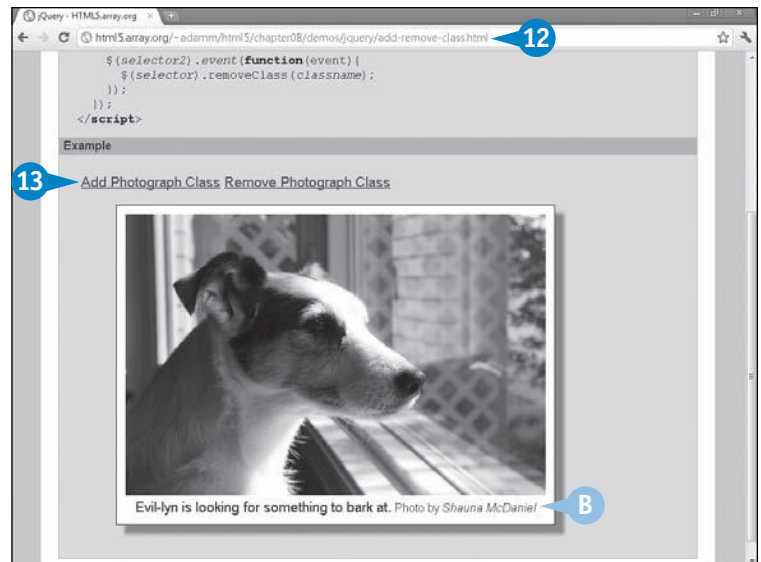 jQuery - HTML5.array.org
html5.array.org/~adamm/html5/chapter08/demos/jquery/add-remove-class.html
12
$(selector2).event(function(event){
$(selector).removeClass(classname);
});
});
</script>
Example
13
Add Photograph Class Remove Photograph Class
Evil-lyn is looking for something to bark at. Photo by Shauna McDaniel
B